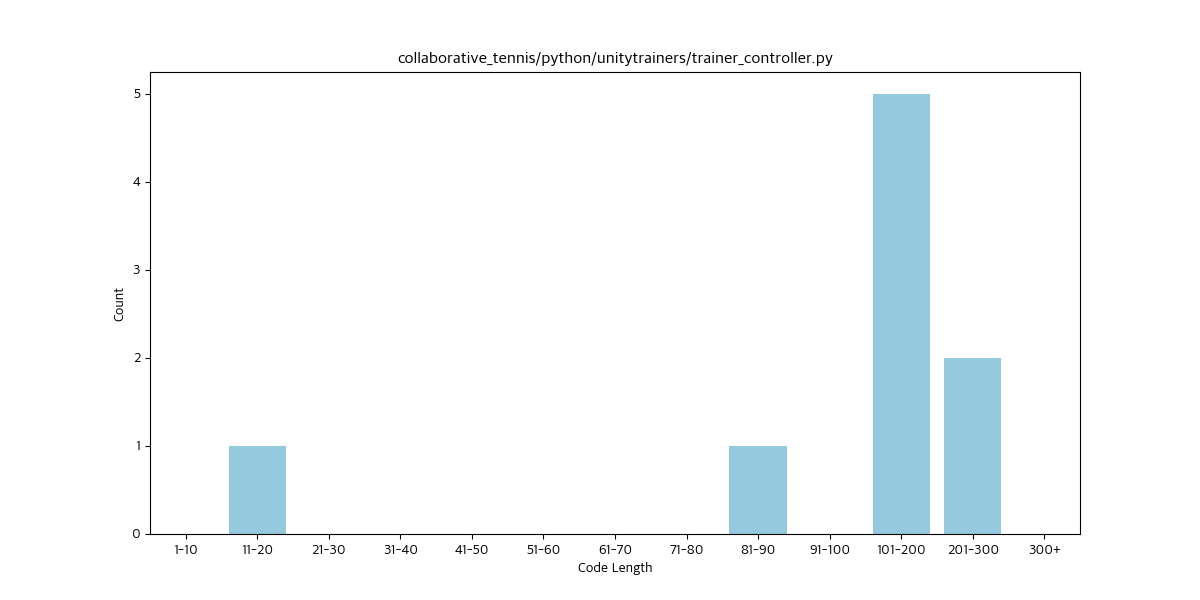 collaborative_tennis/python/unitytrainers/trainer_controller.py
5
4
3
2
1
0
Count
1-10 11-20 21-30 31-40 41-50 51-60 61-70 71-80 81-90 91-100 101-200 201-300 300+
Code Length